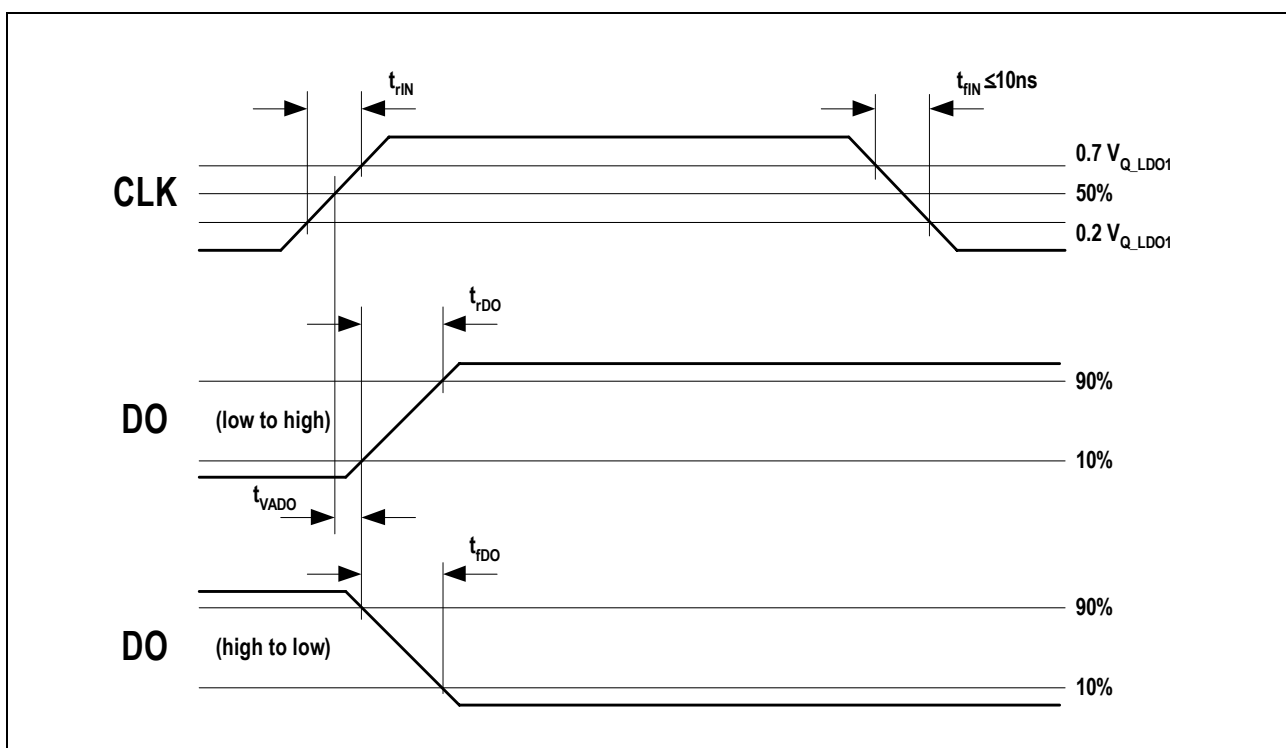 t_rIN
t_fIN ≤10ns
CLK
0.7 V_Q_LDO1
50%
0.2 V_Q_LDO1
t_rDO
DO (low to high)
90%
10%
t_VADO
t_fDO
DO (high to low)
90%
10%